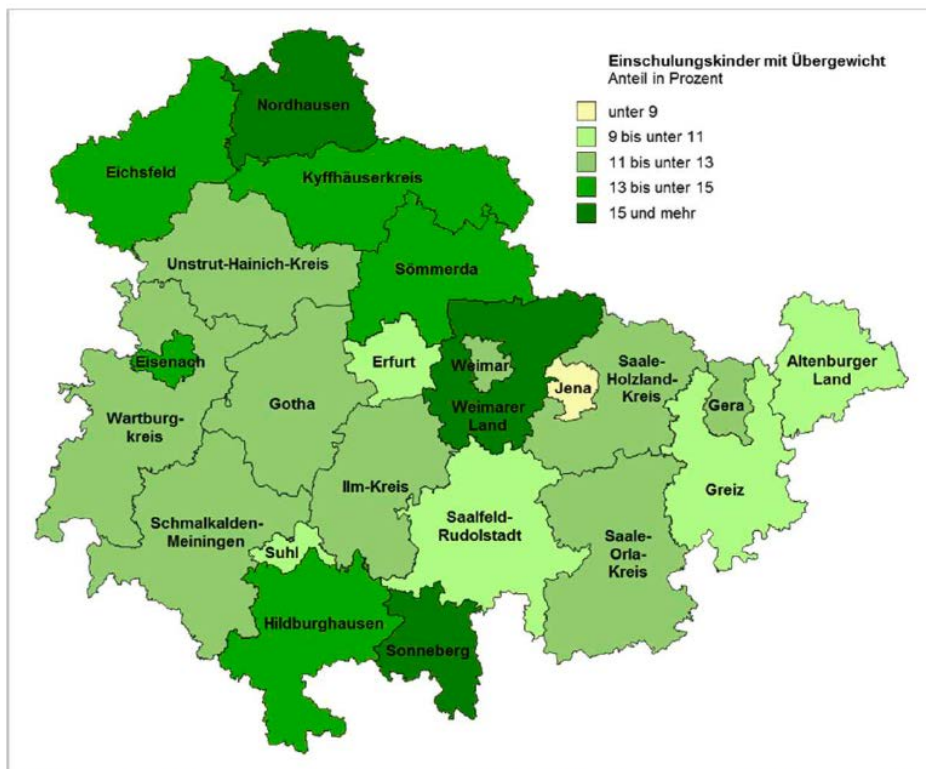 Einschulungskinder mit Übergewicht
Anteil in Prozent
unter 9
9 bis unter 11
11 bis unter 13
13 bis unter 15
15 und mehr
Nordhausen
Eichsfeld
Kyffhäuserkreis
Unstrut-Hainich-Kreis
Sömmerda
Eisenach
Erfurt
Weimar
Jena
Saale-
Holzland-
Kreis
Altenburger
Land
Wartburg-
kreis
Gotha
Weimarer
Land
Gera
Ilm-Kreis
Greiz
Schmalkalden-
Meiningen
Saalfeld-
Rudolstadt
Saale-
Orla-
Kreis
Suhl
Hildburghausen
Sonneberg